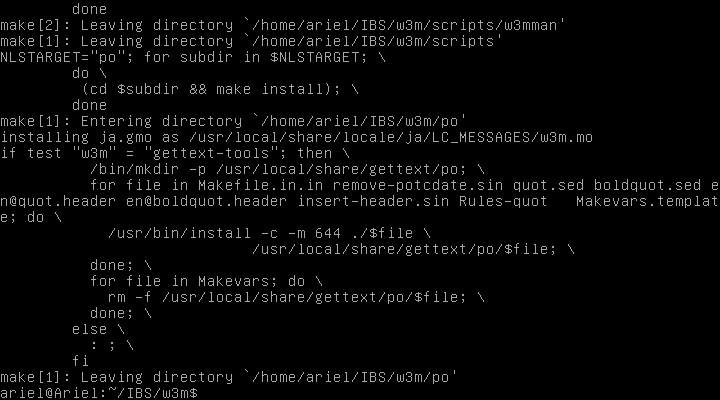 done
make[2]: Leaving directory `/home/ariel/IBS/w3m/scripts/w3mman'
make[1]: Leaving directory `/home/ariel/IBS/w3m/scripts'
NLSTARGET="po"; for subdir in $NLSTARGET; \
do \
(cd $subdir && make install); \
done
make[1]: Entering directory `/home/ariel/IBS/w3m/po'
installing ja.gmo as /usr/local/share/locale/ja/LC_MESSAGES/w3m.mo
if test "w3m" = "gettext-tools"; then \
/bin/mkdir -p /usr/local/share/gettext/po; \
for file in Makefile.in.in remove-potcdate.sin quot.sed boldquot.sed e
n@quot.header en@boldquot.header insert-header.sin Rules-quot   Makevars.templat
e; do \
/usr/bin/install -c -m 644 ./$file \
/usr/local/share/gettext/po/$file; \
done; \
for file in Makevars; do \
rm -f /usr/local/share/gettext/po/$file; \
done; \
else \
: ; \
fi
make[1]: Leaving directory `/home/ariel/IBS/w3m/po'
ariel@Ariel:~/IBS/w3m$